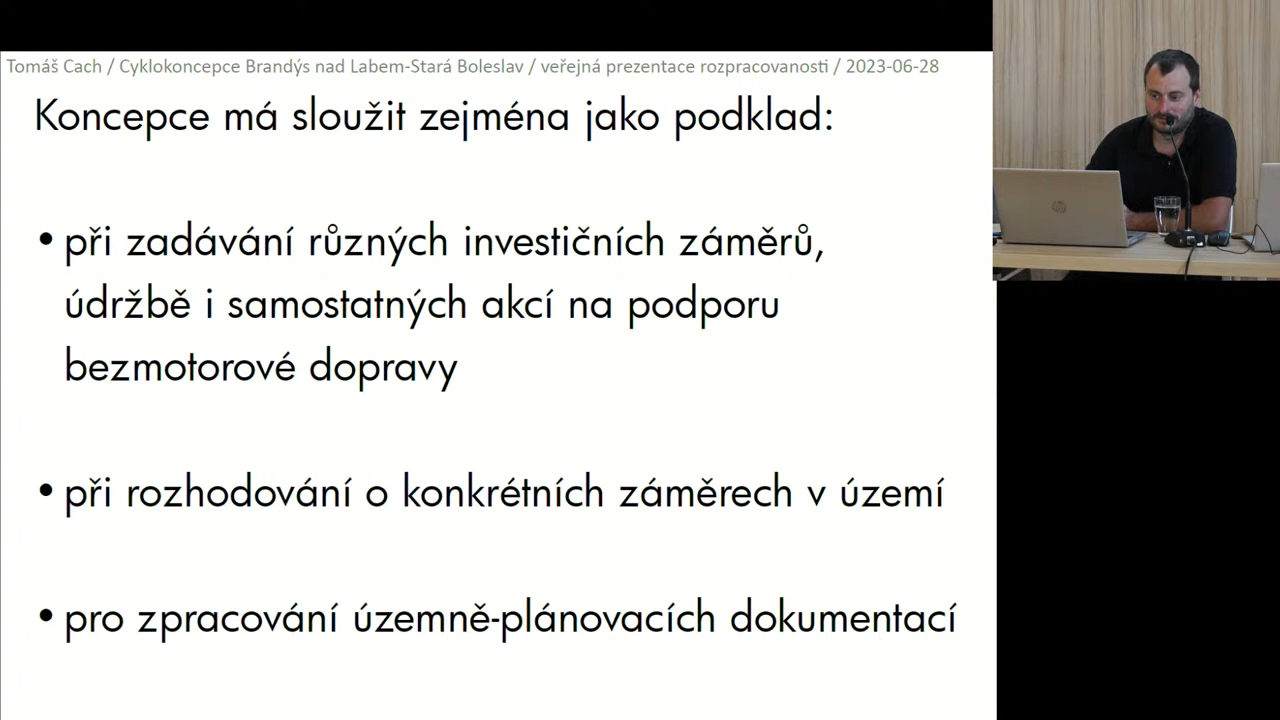 Tomáš Cach / Cyklokoncepce Brandýs nad Labem-Stará Boleslav / veřejná prezentace rozpracovanosti / 2023-06-28
Koncepce má sloužit zejména jako podklad:
• při zadávání různých investičních záměrů,
údržbě i samostatných akcí na podporu
bezmotorové dopravy
• při rozhodování o konkrétních záměrech v území
• pro zpracování územně-plánovacích dokumentací